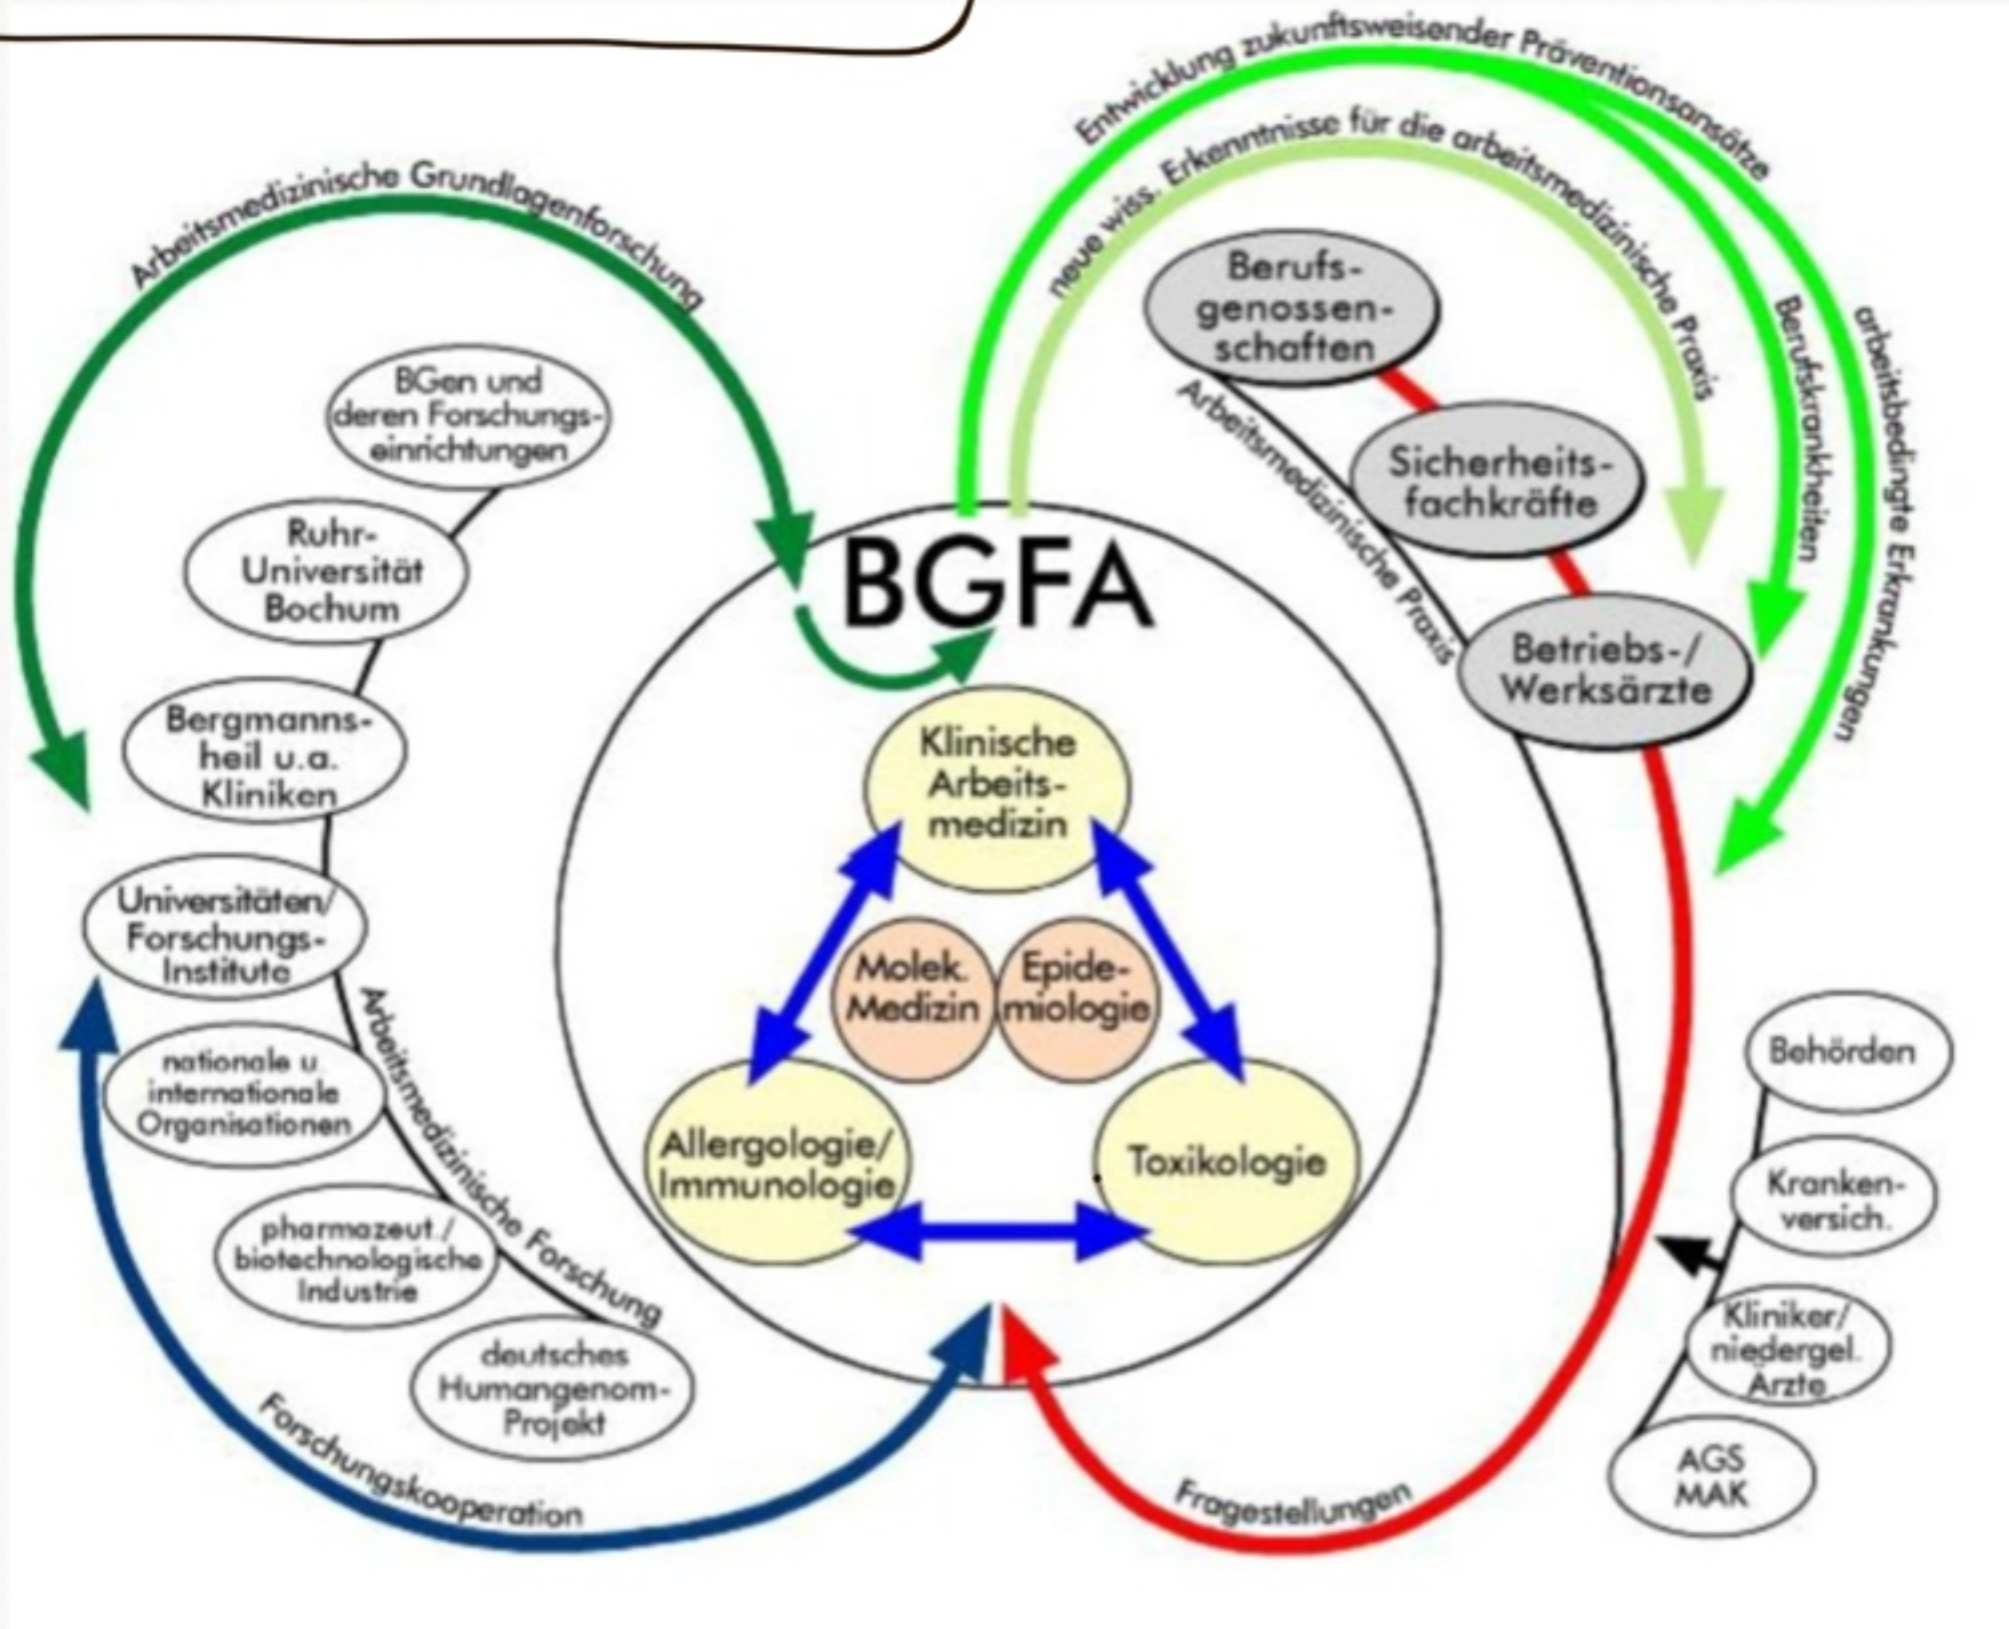 Entwicklung zukunftsweisender Präventionsansätze
neue wiss. Erkenntnisse für die arbeitsmedizinische Praxis
Arbeitsmedizinische Grundlagenforschung
Berufskrankheiten
arbeitsbedingte Erkrankungen
Berufs-
genossen-
schaften
Arbeitsmedizinische Praxis
Sicherheits-
fachkräfte
Betriebs-/
Werksärzte
BGen und
deren Forschungs-
einrichtungen
Ruhr-
Universität
Bochum
Bergmanns-
heil u.a.
Kliniken
Universitäten/
Forschungs-
Institute
nationale u.
internationale
Organisationen
pharmazeut./
biotechnologische
Industrie
deutsches
Humangenom-
Projekt
Arbeitsmedizinische Forschung
Forschungskooperation
BGFA
Klinische
Arbeits-
medizin
Molek.
Medizin
Epide-
miologie
Allergologie/
Immunologie
Toxikologie
Fragestellungen
Behörden
Kranken-
versich.
Kliniker/
niedergel.
Ärzte
AGS
MAK